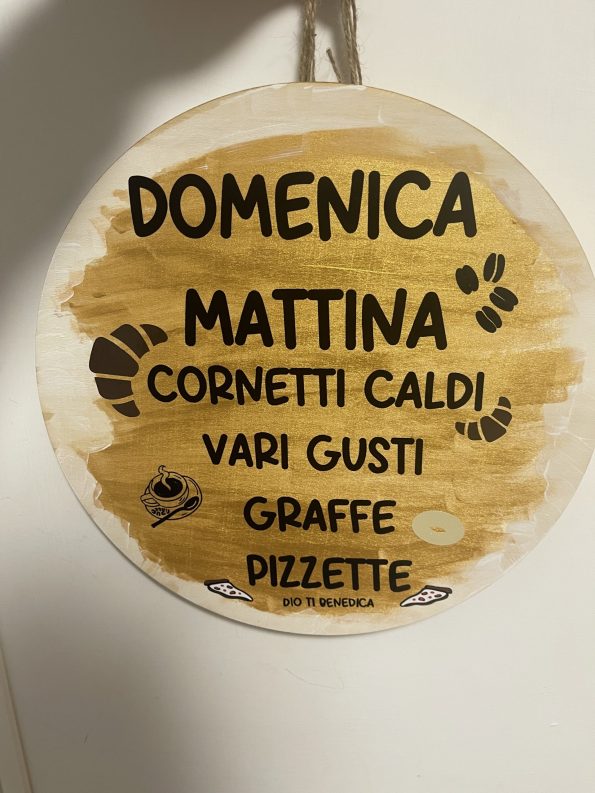 DOMENICA
MATTINA
CORNETTI CALDI
VARI GUSTI
GRAFFE
PIZZETTE
DIO TI BENEDICA